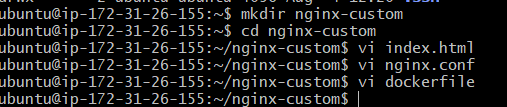 ubuntu@ip-172-31-26-155:~$ mkdir nginx-custom
ubuntu@ip-172-31-26-155:~$ cd nginx-custom
ubuntu@ip-172-31-26-155:~/nginx-custom$ vi index.html
ubuntu@ip-172-31-26-155:~/nginx-custom$ vi nginx.conf
ubuntu@ip-172-31-26-155:~/nginx-custom$ vi dockerfile
ubuntu@ip-172-31-26-155:~/nginx-custom$